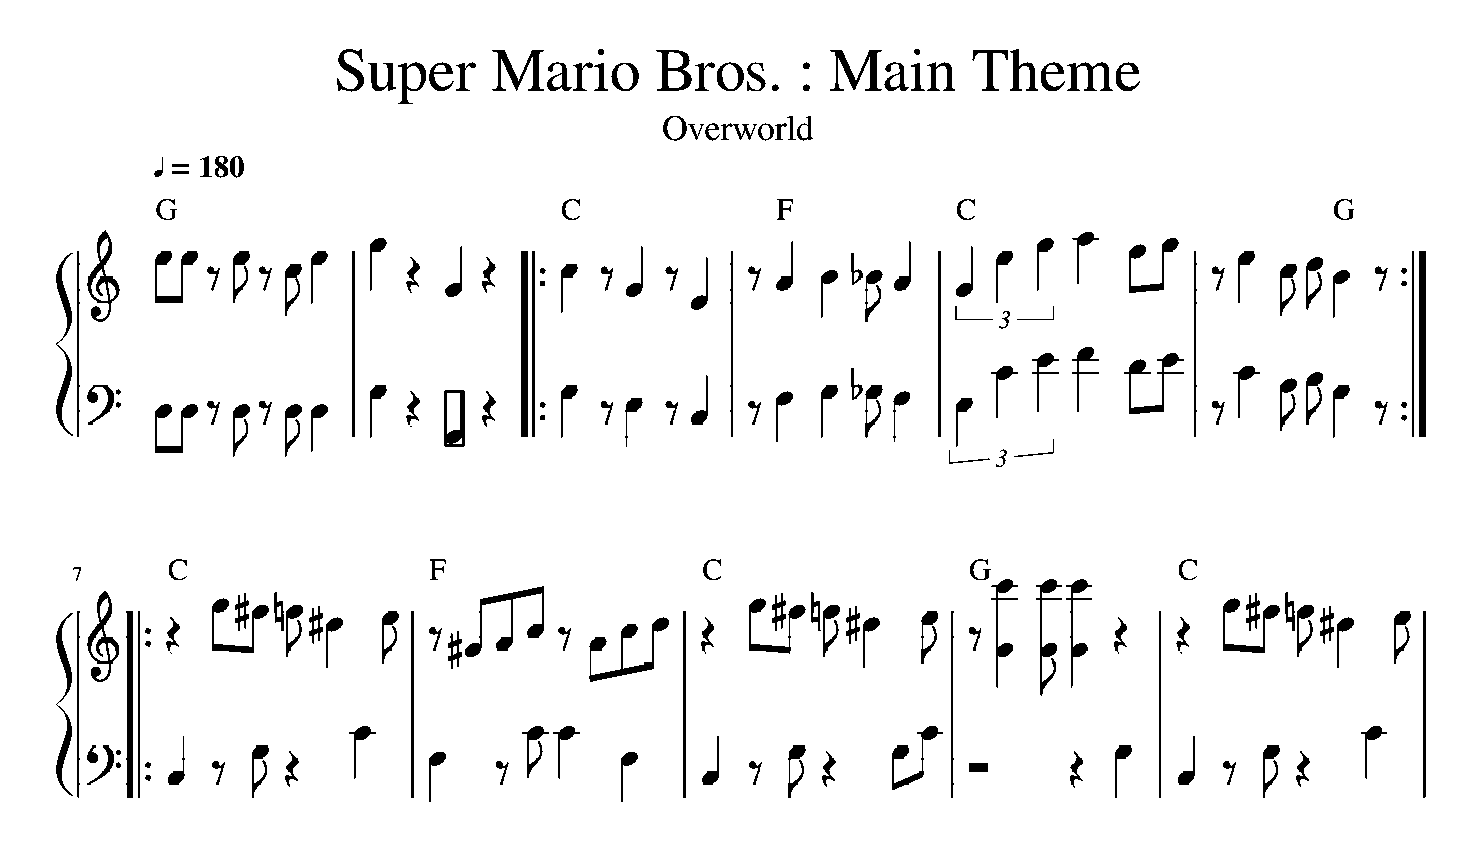 Super Mario Bros. : Main Theme
Overworld
♩ = 180
G C F C G
3
3
7 C F C G C